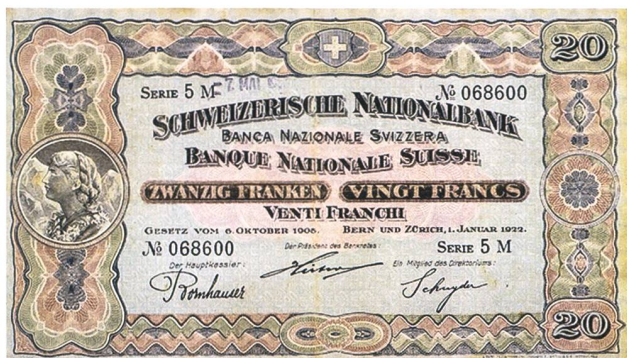 20
SERIE 5 M № 068600
SCHWEIZERISCHE NATIONALBANK
BANCA NAZIONALE SVIZZERA
BANQUE NATIONALE SUISSE
ZWANZIG FRANKEN VINGT FRANCS
VENTI FRANCHI
GESETZ VOM 6. OKTOBER 1905. BERN UND ZÜRICH, 1. JANUAR 1922.
№ 068600 Der Präsident des Bankrates: SERIE 5 M
Der Hauptkassier: Ein Mitglied des Direktoriums:
Bornhauser Schnyder
20